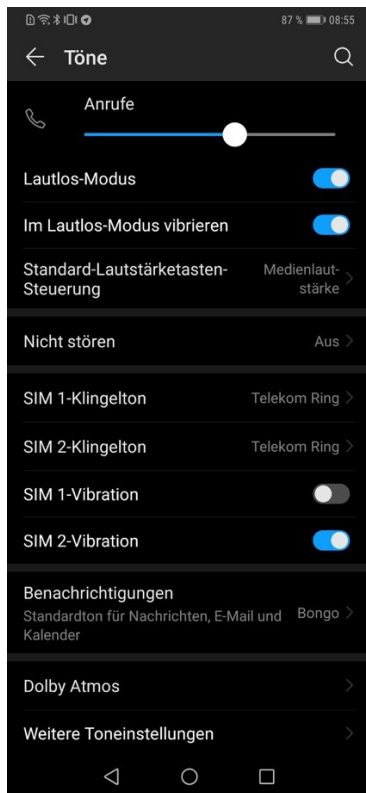 87 % 08:55
Töne
Anrufe
Lautlos-Modus
Im Lautlos-Modus vibrieren
Standard-Lautstärketasten- Medienlaut-
Steuerung stärke
Nicht stören Aus
SIM 1-Klingelton Telekom Ring
SIM 2-Klingelton Telekom Ring
SIM 1-Vibration
SIM 2-Vibration
Benachrichtigungen
Standardton für Nachrichten, E-Mail und Bongo
Kalender
Dolby Atmos
Weitere Toneinstellungen